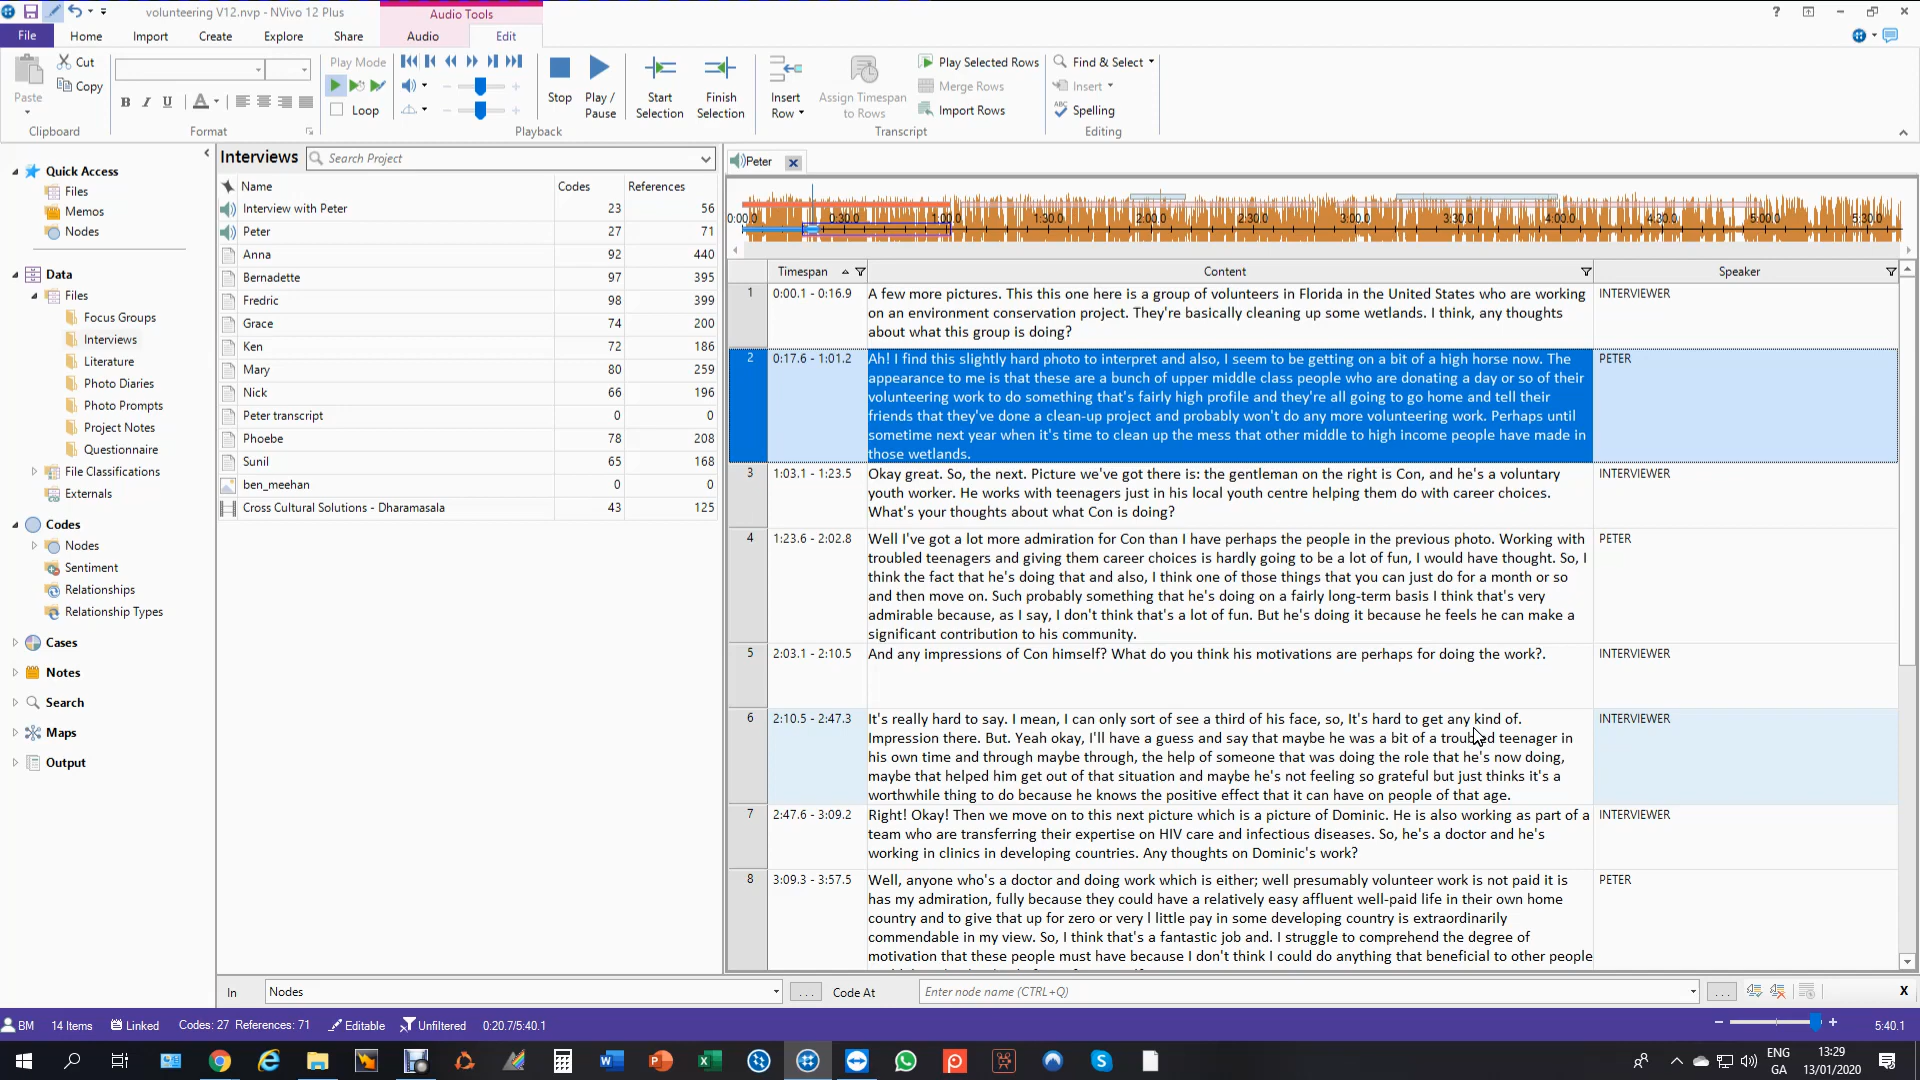 volunteering V12.nvp - NVivo 12 Plus
Audio Tools
File Home Import Create Explore Share Audio Edit
Paste
Cut
Copy
Clipboard
B I U A
Format
Play Mode
Loop
Stop
Play / Pause
Start Selection
Finish Selection
Playback
Insert Row
Assign Timespan to Rows
Play Selected Rows
Merge Rows
Import Rows
Transcript
Find & Select
Insert
ABC Spelling
Editing
Quick Access
Files
Memos
Nodes
Data
Files
Focus Groups
Interviews
Literature
Photo Diaries
Photo Prompts
Project Notes
Questionnaire
File Classifications
Externals
Codes
Nodes
Sentiment
Relationships
Relationship Types
Cases
Notes
Search
Maps
Output
Interviews Search Project
Name Codes References
Interview with Peter 23 56
Peter 27 71
Anna 92 440
Bernadette 97 395
Fredric 98 399
Grace 74 200
Ken 72 186
Mary 80 259
Nick 66 196
Peter transcript 0 0
Phoebe 78 208
Sunil 65 168
ben_meehan 0 0
Cross Cultural Solutions - Dharamasala 43 125
Peter
0:00.0 0:30.0 1:00.0 1:30.0 2:00.0 2:30.0 3:00.0 3:30.0 4:00.0 4:30.0 5:00.0 5:30.0
Timespan Content Speaker
1 0:00.1 - 0:16.9 A few more pictures. This this one here is a group of volunteers in Florida in the United States who are working INTERVIEWER
on an environment conservation project. They're basically cleaning up some wetlands. I think, any thoughts
about what this group is doing?
2 0:17.6 - 1:01.2 Ah! I find this slightly hard photo to interpret and also, I seem to be getting on a bit of a high horse now. The PETER
appearance to me is that these are a bunch of upper middle class people who are donating a day or so of their
volunteering work to do something that's fairly high profile and they're all going to go home and tell their
friends that they've done a clean-up project and probably won't do any more volunteering work. Perhaps until
sometime next year when it's time to clean up the mess that other middle to high income people have made in
those wetlands.
3 1:03.1 - 1:23.5 Okay great. So, the next. Picture we've got there is: the gentleman on the right is Con, and he's a voluntary INTERVIEWER
youth worker. He works with teenagers just in his local youth centre helping them do with career choices.
What's your thoughts about what Con is doing?
4 1:23.6 - 2:02.8 Well I've got a lot more admiration for Con than I have perhaps the people in the previous photo. Working with PETER
troubled teenagers and giving them career choices is hardly going to be a lot of fun, I would have thought. So, I
think the fact that he's doing that and also, I think one of those things that you can just do for a month or so
and then move on. Such probably something that he's doing on a fairly long-term basis I think that's very
admirable because, as I say, I don't think that's a lot of fun. But he's doing it because he feels he can make a
significant contribution to his community.
5 2:03.1 - 2:10.5 And any impressions of Con himself? What do you think his motivations are perhaps for doing the work?. INTERVIEWER
6 2:10.5 - 2:47.3 It's really hard to say. I mean, I can only sort of see a third of his face, so, It's hard to get any kind of. INTERVIEWER
Impression there. But. Yeah okay, I'll have a guess and say that maybe he was a bit of a troubled teenager in
his own time and through maybe through, the help of someone that was doing the role that he's now doing,
maybe that helped him get out of that situation and maybe he's not feeling so grateful but just thinks it's a
worthwhile thing to do because he knows the positive effect that it can have on people of that age.
7 2:47.6 - 3:09.2 Right! Okay! Then we move on to this next picture which is a picture of Dominic. He is also working as part of a INTERVIEWER
team who are transferring their expertise on HIV care and infectious diseases. So, he's a doctor and he's
working in clinics in developing countries. Any thoughts on Dominic's work?
8 3:09.3 - 3:57.5 Well, anyone who's a doctor and doing work which is either; well presumably volunteer work is not paid it is PETER
has my admiration, fully because they could have a relatively easy affluent well-paid life in their own home
country and to give that up for zero or very l little pay in some developing country is extraordinarily
commendable in my view. So, I think that's a fantastic job and. I struggle to comprehend the degree of
motivation that these people must have because I don't think I could do anything that beneficial to other people
In Nodes ... Code At Enter node name (CTRL+Q) ... X
BM 14 Items Linked Codes: 27 References: 71 Editable Unfiltered 0:20.7/5:40.1 5:40.1
ENG
GA
13:29
13/01/2020